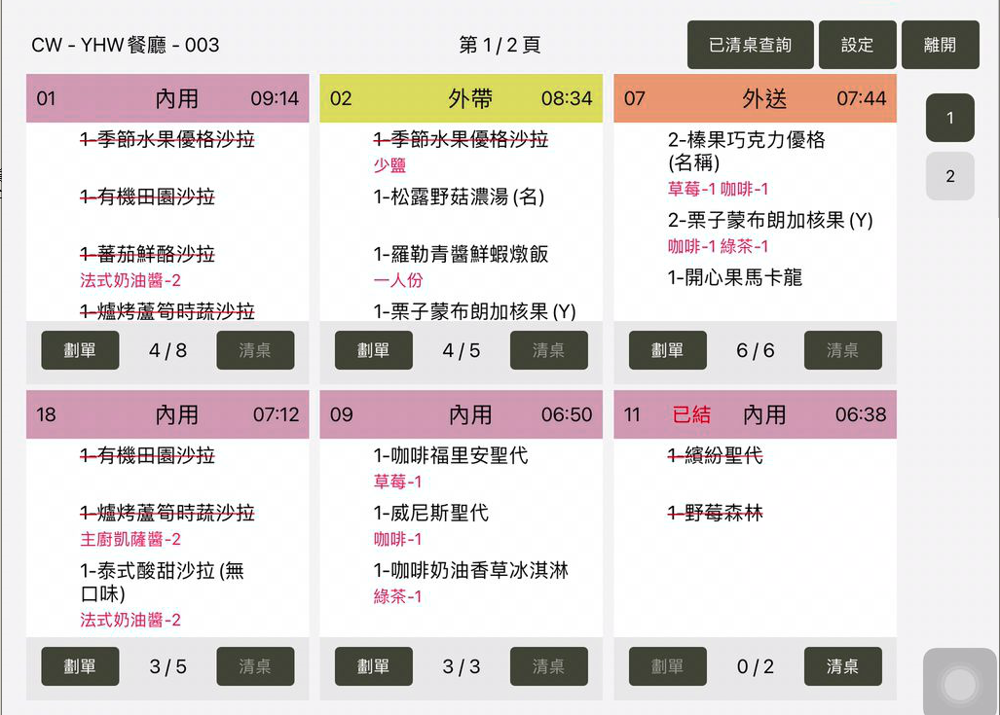 CW - YHW餐廳 - 003
第 1 / 2 頁
已清桌查詢
設定
離開
01 內用 09:14
1-季節水果優格沙拉
1-有機田園沙拉
1-蕃茄鮮酪沙拉
法式奶油醬-2
1-爐烤蘆筍時蔬沙拉
劃單 4 / 8 清桌
02 外帶 08:34
1-季節水果優格沙拉
少鹽
1-松露野菇濃湯 (名)
1-羅勒青醬鮮蝦燉飯
一人份
1-栗子蒙布朗加核果 (Y)
劃單 4 / 5 清桌
07 外送 07:44
2-榛果巧克力優格
(名稱)
草莓-1 咖啡-1
2-栗子蒙布朗加核果 (Y)
咖啡-1 綠茶-1
1-開心果馬卡龍
劃單 6 / 6 清桌
1
2
18 內用 07:12
1-有機田園沙拉
1-爐烤蘆筍時蔬沙拉
主廚凱薩醬-2
1-泰式酸甜沙拉 (無
口味)
法式奶油醬-2
劃單 3 / 5 清桌
09 內用 06:50
1-咖啡福里安聖代
草莓-1
1-威尼斯聖代
咖啡-1
1-咖啡奶油香草冰淇淋
綠茶-1
劃單 3 / 3 清桌
11 已結 內用 06:38
1-繽紛聖代
1-野莓森林
劃單 0 / 2 清桌